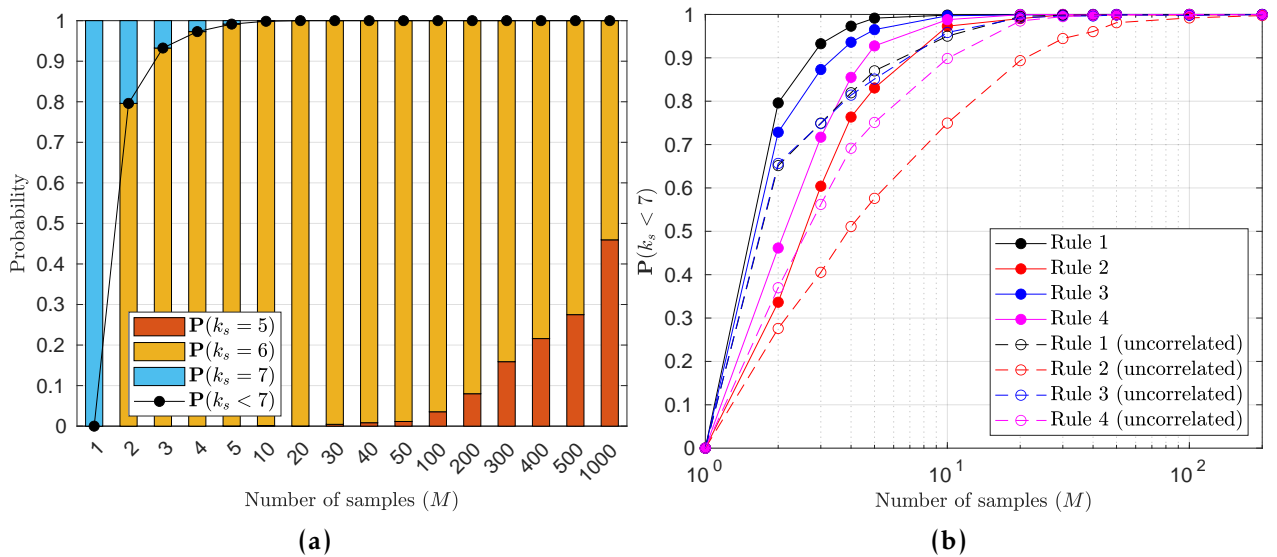 1
0.9
0.8
0.7
0.6
0.5
0.4
0.3
0.2
0.1
0
Probability
P(k_s = 5)
P(k_s = 6)
P(k_s = 7)
P(k_s < 7)
1 2 3 4 5 10 20 30 40 50 100 200 300 400 500 1000
Number of samples (M)
(a)
1
0.9
0.8
0.7
0.6
0.5
0.4
0.3
0.2
0.1
0
P(k_s < 7)
Rule 1
Rule 2
Rule 3
Rule 4
Rule 1 (uncorrelated)
Rule 2 (uncorrelated)
Rule 3 (uncorrelated)
Rule 4 (uncorrelated)
10^0 10^1 10^2
Number of samples (M)
(b)